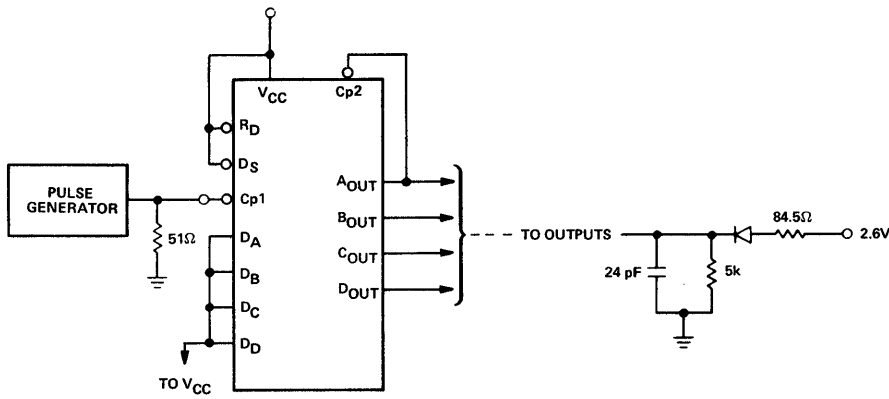 VCC
Cp2
RD
DS
PULSE
GENERATOR
Cp1
51Ω
AOUT
BOUT
COUT
DOUT
DA
DB
DC
DD
TO VCC
TO OUTPUTS
84.5Ω
2.6V
24 pF
5k